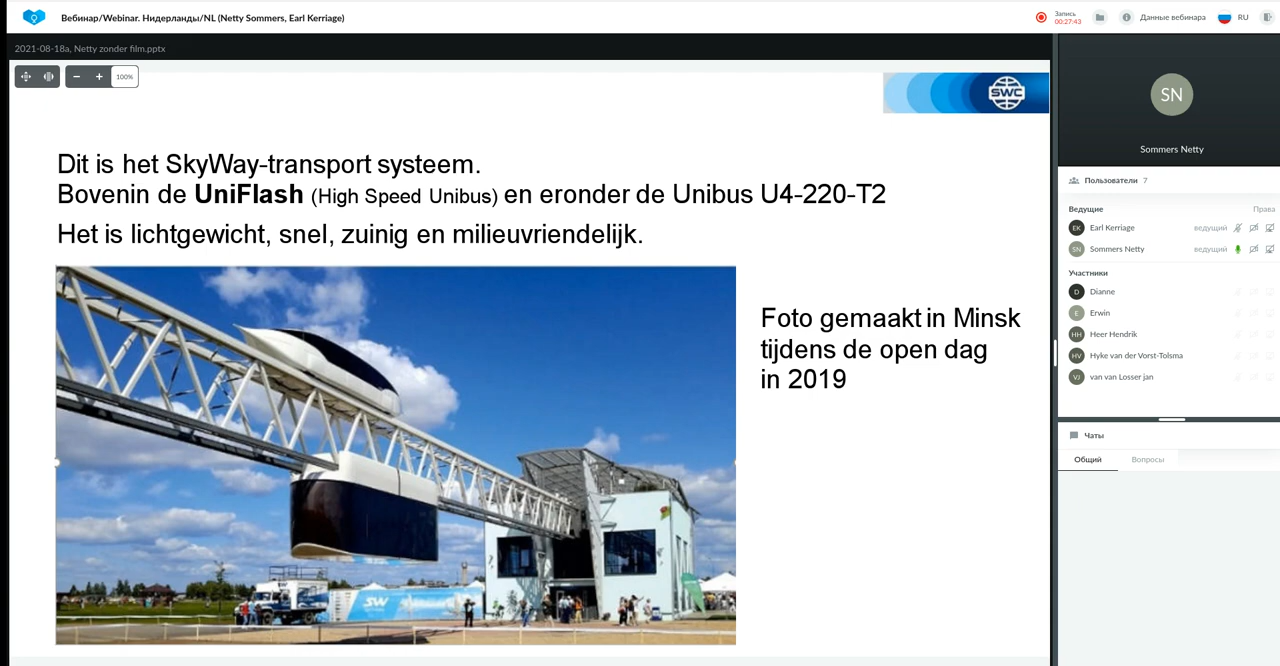 Вебинар/Webinar. Нидерланды/NL (Netty Sommers, Earl Kerriage)
Запись
00:27:43
Данные вебинара
RU
2021-08-18a, Netty zonder film.pptx
100%
SWC
Dit is het SkyWay-transport systeem.
Bovenin de UniFlash (High Speed Unibus) en eronder de Unibus U4-220-T2
Het is lichtgewicht, snel, zuinig en milieuvriendelijk.
Foto gemaakt in Minsk
tijdens de open dag
in 2019
SW
SN
Sommers Netty
Пользователи 7
Ведущие Права
EK Earl Kerriage ведущий
SN Sommers Netty ведущий
Участники
D Dianne
E Erwin
HH Heer Hendrik
HV Hyke van der Vorst-Tolsma
VJ van van Losser jan
Чаты
Общий Вопросы